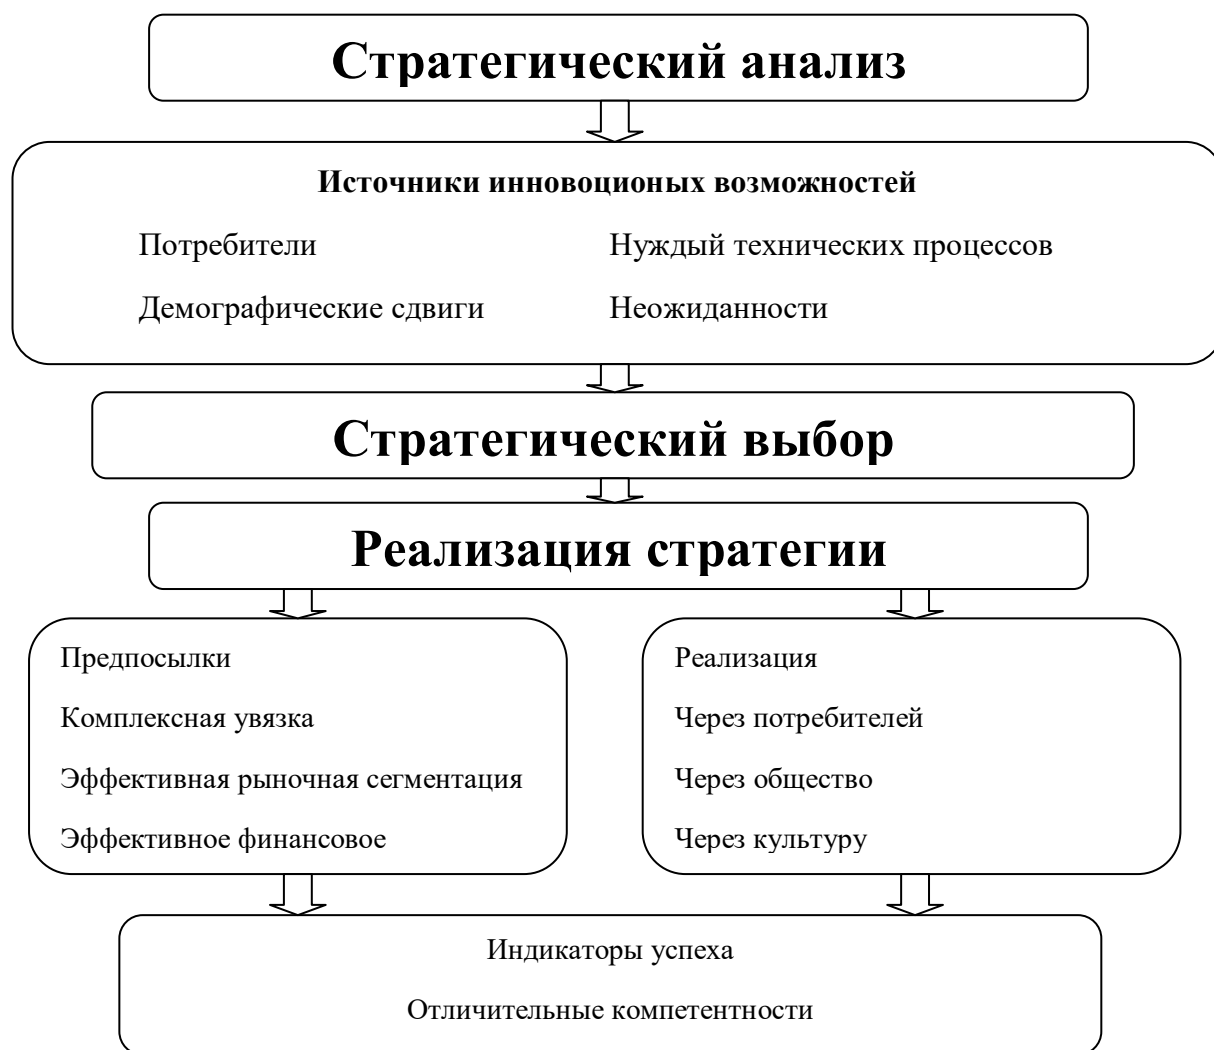 Стратегический анализ
Источники инновоционых возможностей
Потребители Нуждый технических процессов
Демографические сдвиги Неожиданности
Стратегический выбор
Реализация стратегии
Предпосылки
Комплексная увязка
Эффективная рыночная сегментация
Эффективное финансовое
Реализация
Через потребителей
Через общество
Через культуру
Индикаторы успеха
Отличительные компетентности